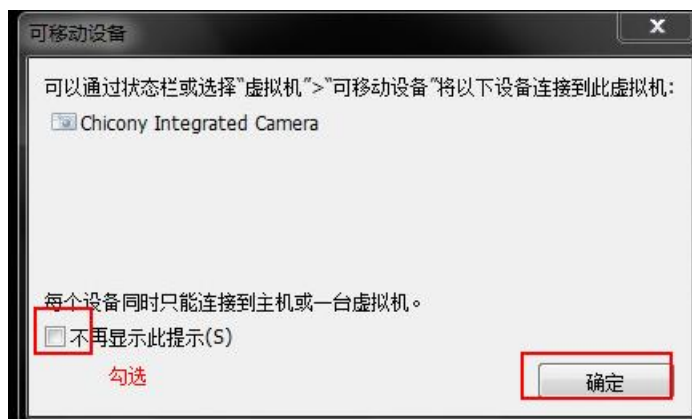 可移动设备
可以通过状态栏或选择"虚拟机">"可移动设备"将以下设备连接到此虚拟机:
Chicony Integrated Camera
每个设备同时只能连接到主机或一台虚拟机。
不再显示此提示(S)
勾选
确定